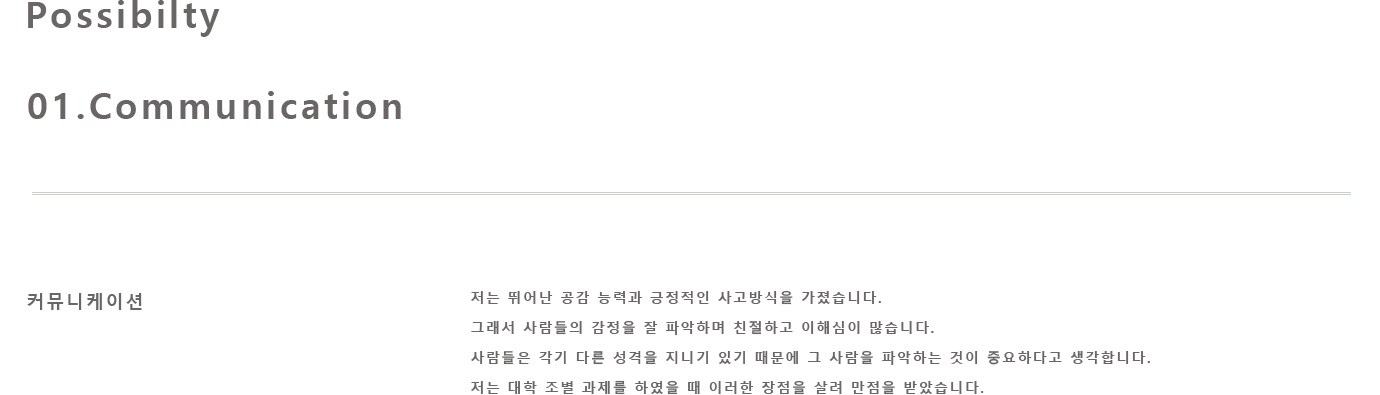 Possibilty
01.Communication
커뮤니케이션
저는 뛰어난 공감 능력과 긍정적인 사고방식을 가졌습니다.
그래서 사람들의 감정을 잘 파악하며 친절하고 이해심이 많습니다.
사람들은 각기 다른 성격을 지니기 있기 때문에 그 사람을 파악하는 것이 중요하다고 생각합니다.
저는 대학 조별 과제를 하였을 때 이러한 장점을 살려 만점을 받았습니다.